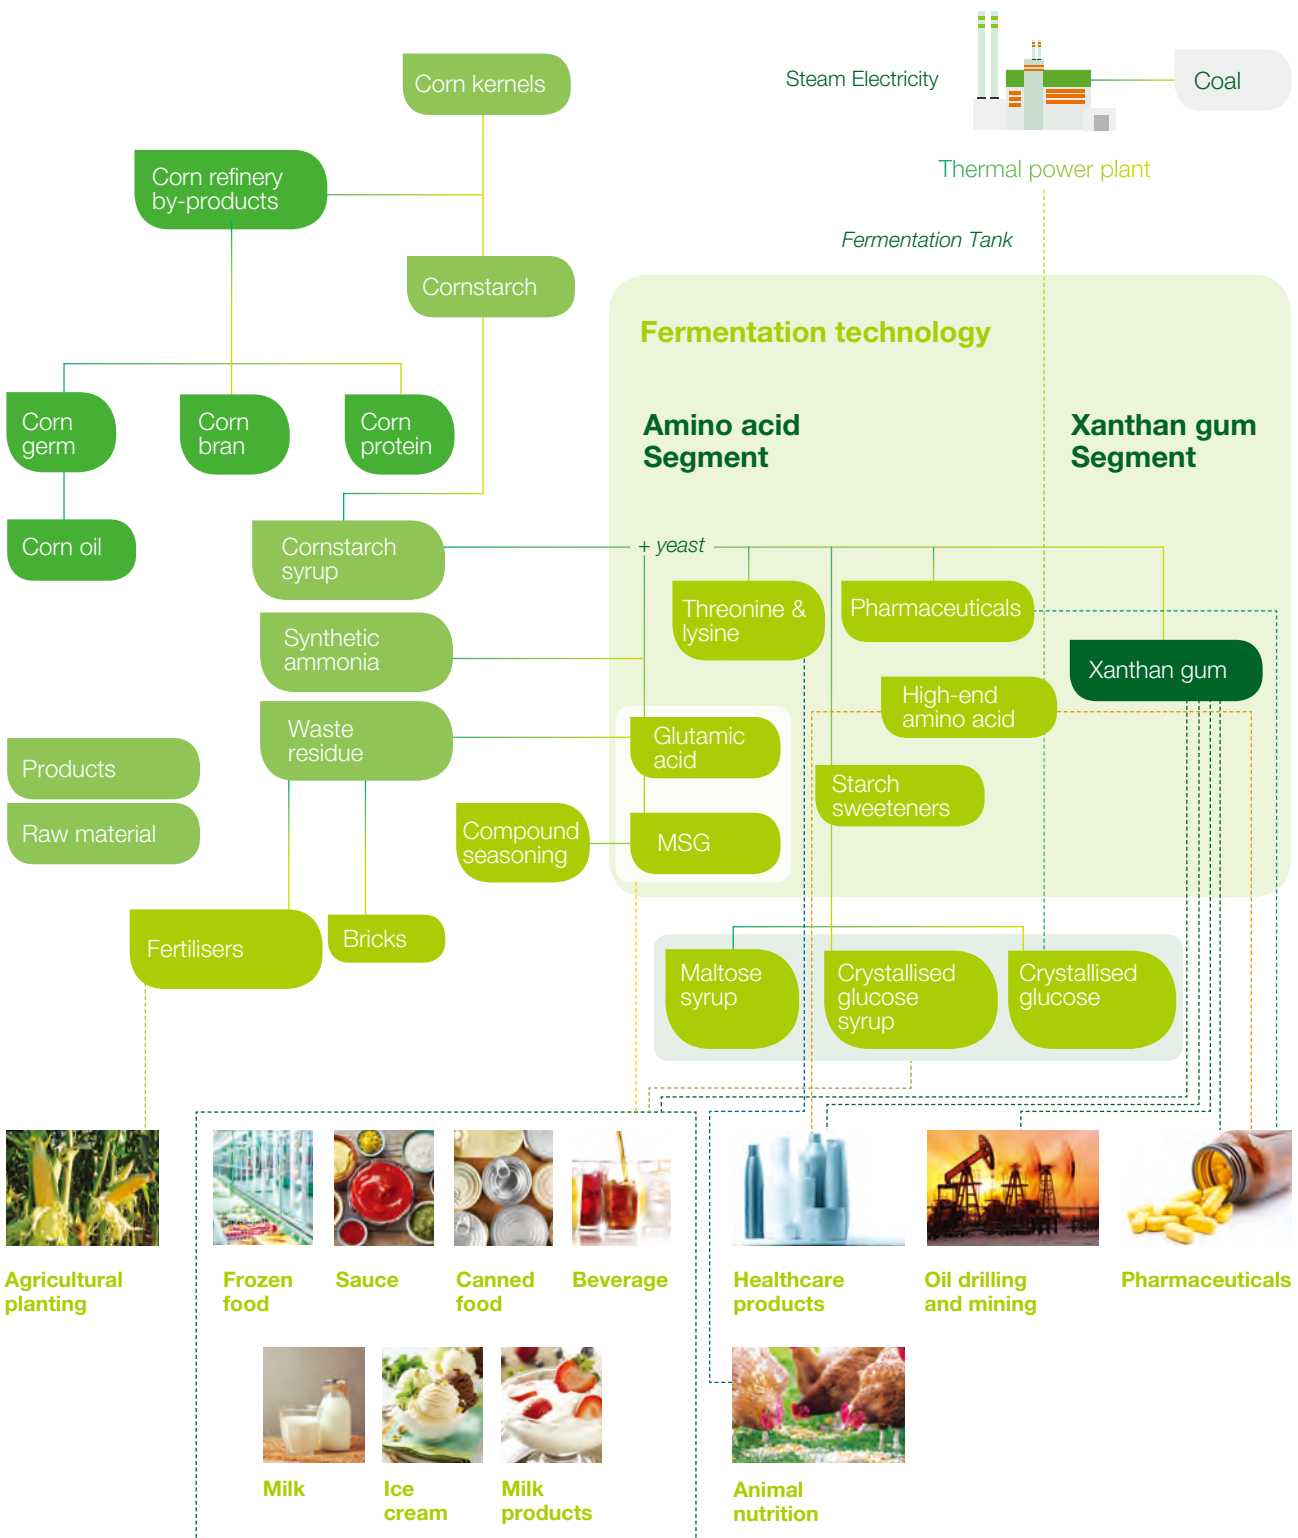 Corn kernels
Steam Electricity
Coal
Corn refinery
by-products
Thermal power plant
Fermentation Tank
Cornstarch
Fermentation technology
Amino acid
Segment
Xanthan gum
Segment
Corn
germ
Corn
bran
Corn
protein
Corn oil
Cornstarch
syrup
+ yeast
Threonine &
lysine
Pharmaceuticals
Synthetic
ammonia
Xanthan gum
High-end
amino acid
Waste
residue
Glutamic
acid
Products
Starch
sweeteners
Raw material
Compound
seasoning
MSG
Fertilisers
Bricks
Maltose
syrup
Crystallised
glucose
syrup
Crystallised
glucose
Agricultural
planting
Frozen
food
Sauce
Canned
food
Beverage
Healthcare
products
Oil drilling
and mining
Pharmaceuticals
Milk
Ice
cream
Milk
products
Animal
nutrition